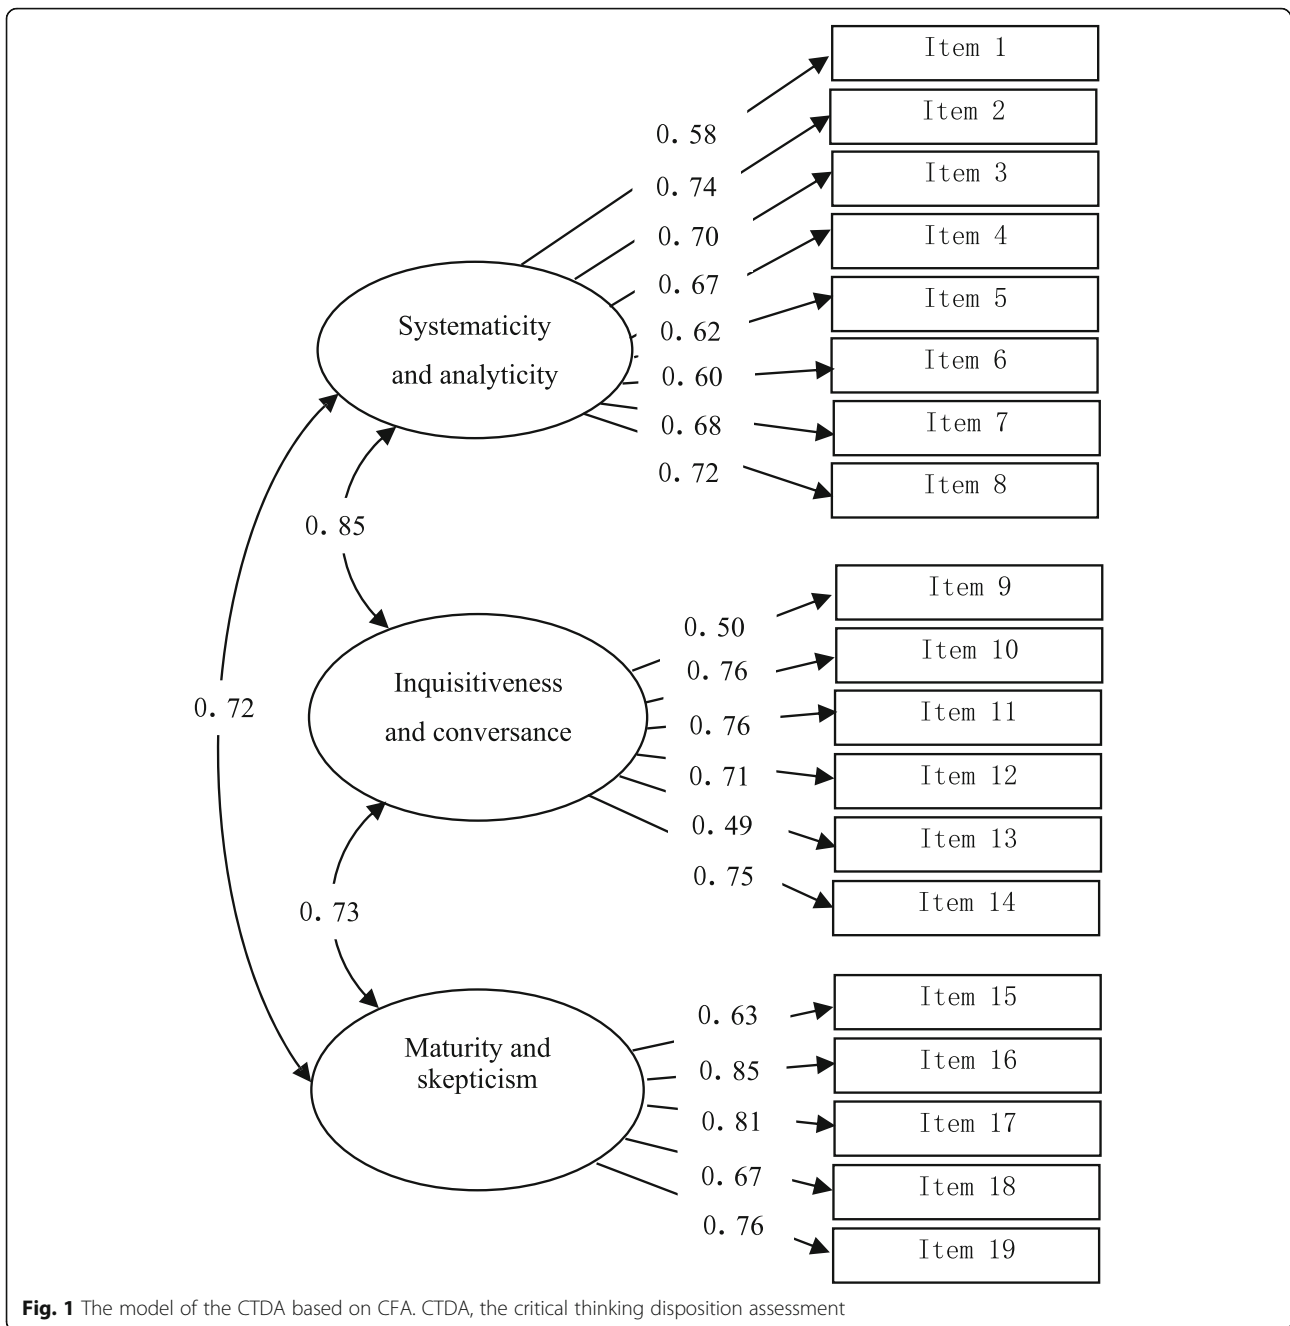 Item 1
0. 58
Item 2
0. 74
Item 3
0. 70
Item 4
0. 67
Item 5
0. 62
Item 6
0. 60
Item 7
0. 68
Item 8
0. 72
Systematicity
and analyticity
0. 85
Item 9
0. 50
Item 10
0. 76
Item 11
0. 76
Item 12
0. 71
Item 13
0. 49
Item 14
0. 75
Inquisitiveness
and conversance
0. 72
0. 73
Item 15
0. 63
Item 16
0. 85
Item 17
0. 81
Item 18
0. 67
Item 19
0. 76
Maturity and
skepticism
Fig. 1 The model of the CTDA based on CFA. CTDA, the critical thinking disposition assessment